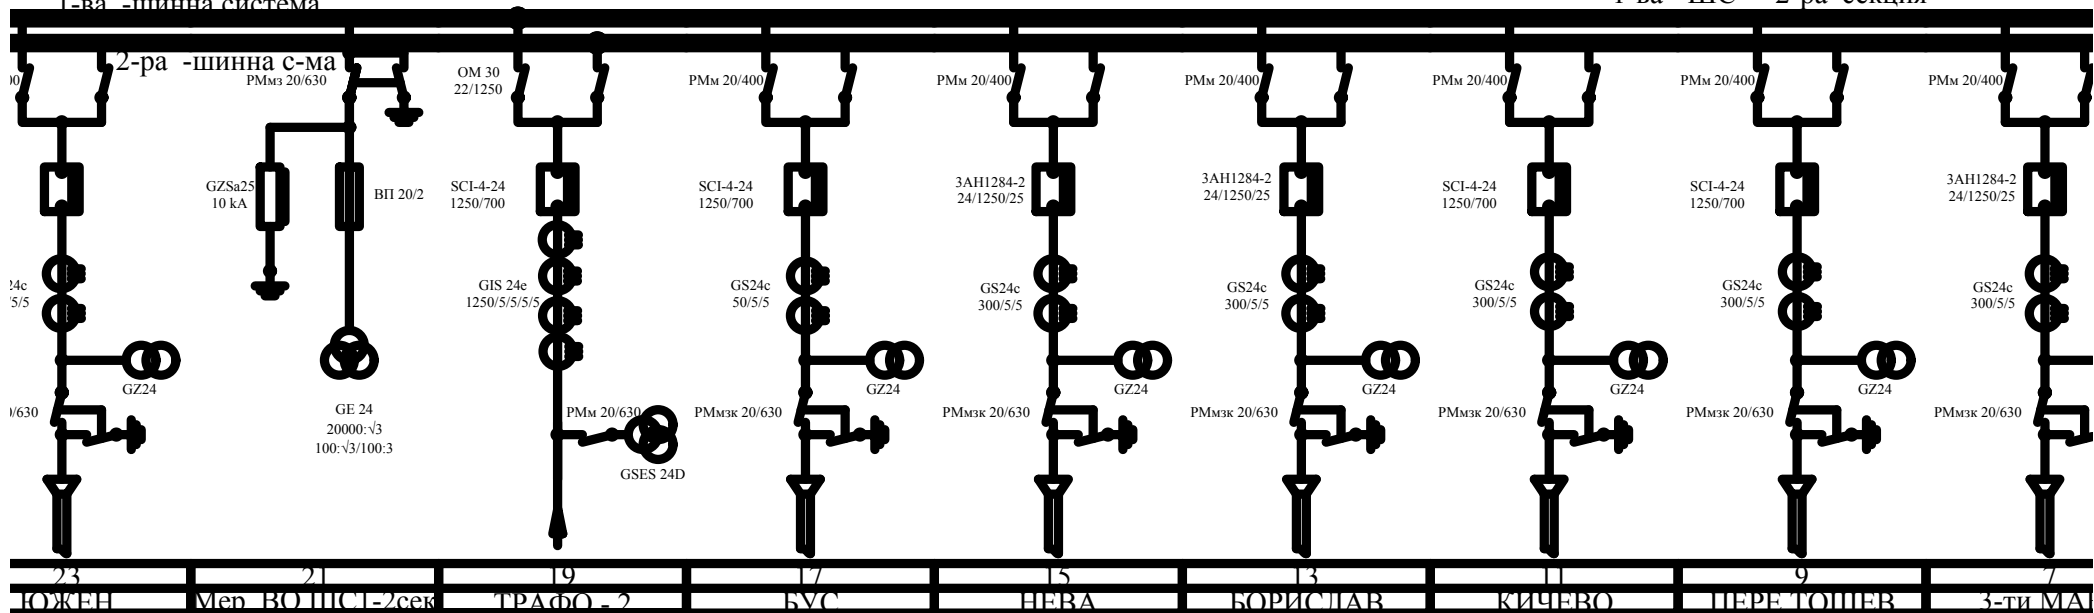 1-ва -шинна система
1-ва ШС 2-ра секция
2-ра -шинна с-ма
РМмз 20/630
ОМ 30
22/1250
РМм 20/400
РМм 20/400
РМм 20/400
РМм 20/400
РМм 20/400
РМм 20/400
GZSa25
10 kA
ВП 20/2
SCI-4-24
1250/700
SCI-4-24
1250/700
3AH1284-2
24/1250/25
3AH1284-2
24/1250/25
SCI-4-24
1250/700
SCI-4-24
1250/700
3AH1284-2
24/1250/25
24c
/5/5
GIS 24e
1250/5/5/5/5
GS24c
50/5/5
GS24c
300/5/5
GS24c
300/5/5
GS24c
300/5/5
GS24c
300/5/5
GS24c
300/5/5
GZ24
GZ24
GZ24
GZ24
GZ24
GZ24
/630
GE 24
20000:√3
100:√3/100:3
РМм 20/630
GSES 24D
РМмзк 20/630
РМмзк 20/630
РМмзк 20/630
РМмзк 20/630
РМмзк 20/630
РМмзк 20/630
23 21 19 17 15 13 11 9 7
ЮЖЕН Мер ВО ШС1-2сек ТРАФО - 2 БУС НЕВА БОРИСЛАВ КИЧЕВО ПЕРЕ ТОШЕВ 3-ти МА